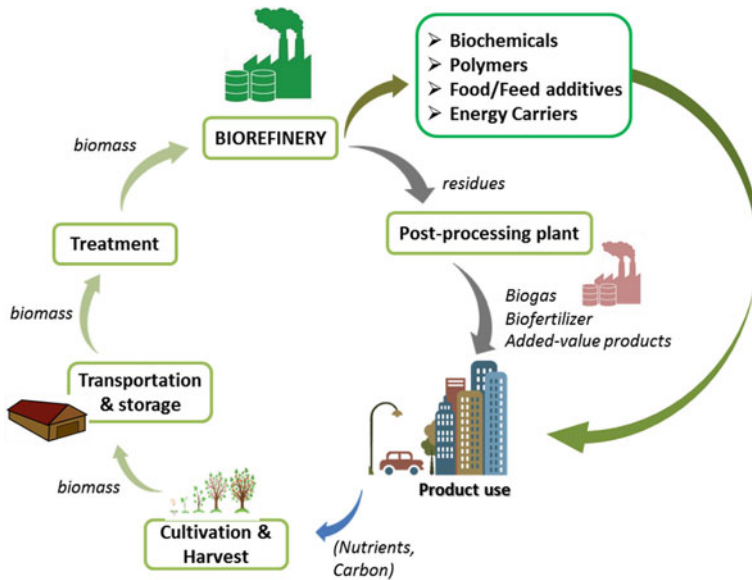 Biochemicals
Polymers
Food/Feed additives
Energy Carriers
BIOREFINERY
biomass
residues
Treatment
Post-processing plant
Biogas
Biofertilizer
Added-value products
biomass
Transportation
& storage
Product use
biomass
Cultivation &
Harvest
(Nutrients,
Carbon)